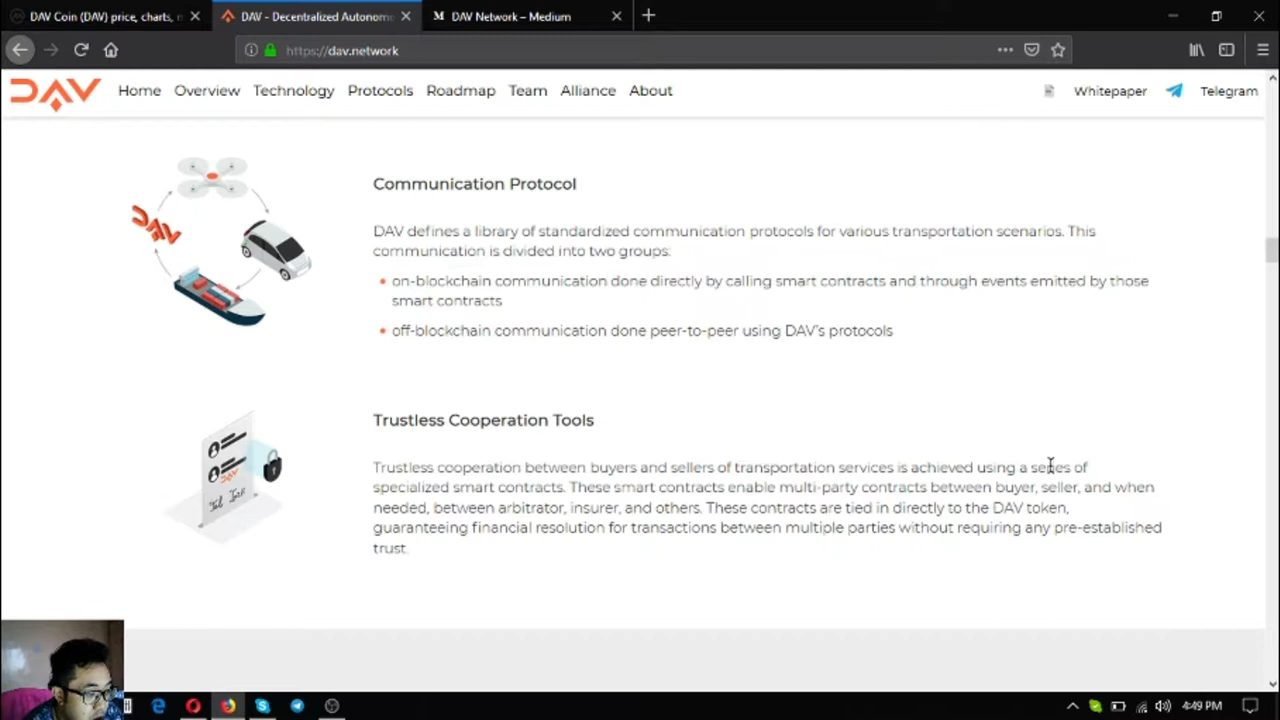 DAV Coin (DAV) price, charts,
DAV - Decentralized Autonomo
DAV Network – Medium
https://dav.network
DAV
Home
Overview
Technology
Protocols
Roadmap
Team
Alliance
About
Whitepaper
Telegram
Communication Protocol
DAV defines a library of standardized communication protocols for various transportation scenarios. This
communication is divided into two groups:
on-blockchain communication done directly by calling smart contracts and through events emitted by those
smart contracts
off-blockchain communication done peer-to-peer using DAV's protocols
DAV
Trustless Cooperation Tools
Trustless cooperation between buyers and sellers of transportation services is achieved using a series of
specialized smart contracts. These smart contracts enable multi-party contracts between buyer, seller, and when
needed, between arbitrator, insurer, and others. These contracts are tied in directly to the DAV token,
guaranteeing financial resolution for transactions between multiple parties without requiring any pre-established
trust.
DAV
4:49 PM